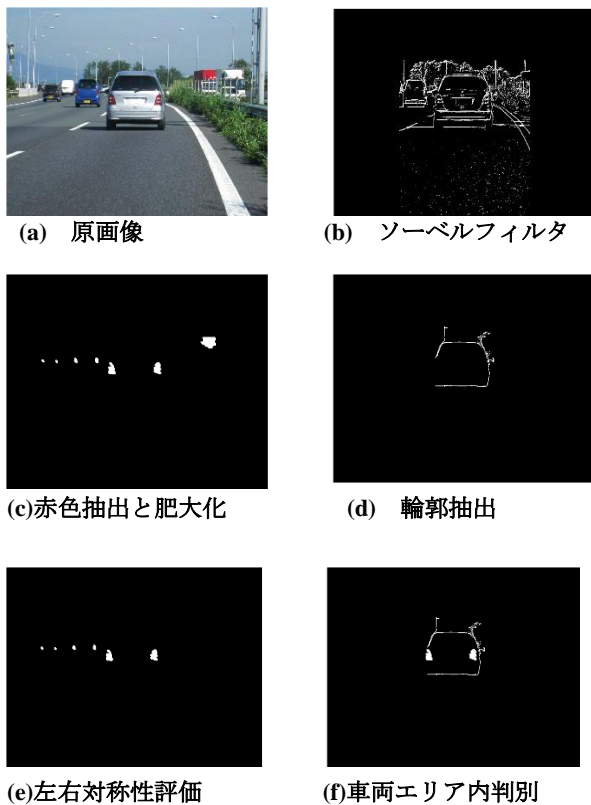 (a) 原画像
(b) ソーベルフィルタ
(c)赤色抽出と肥大化
(d) 輪郭抽出
(e)左右対称性評価
(f)車両エリア内判別